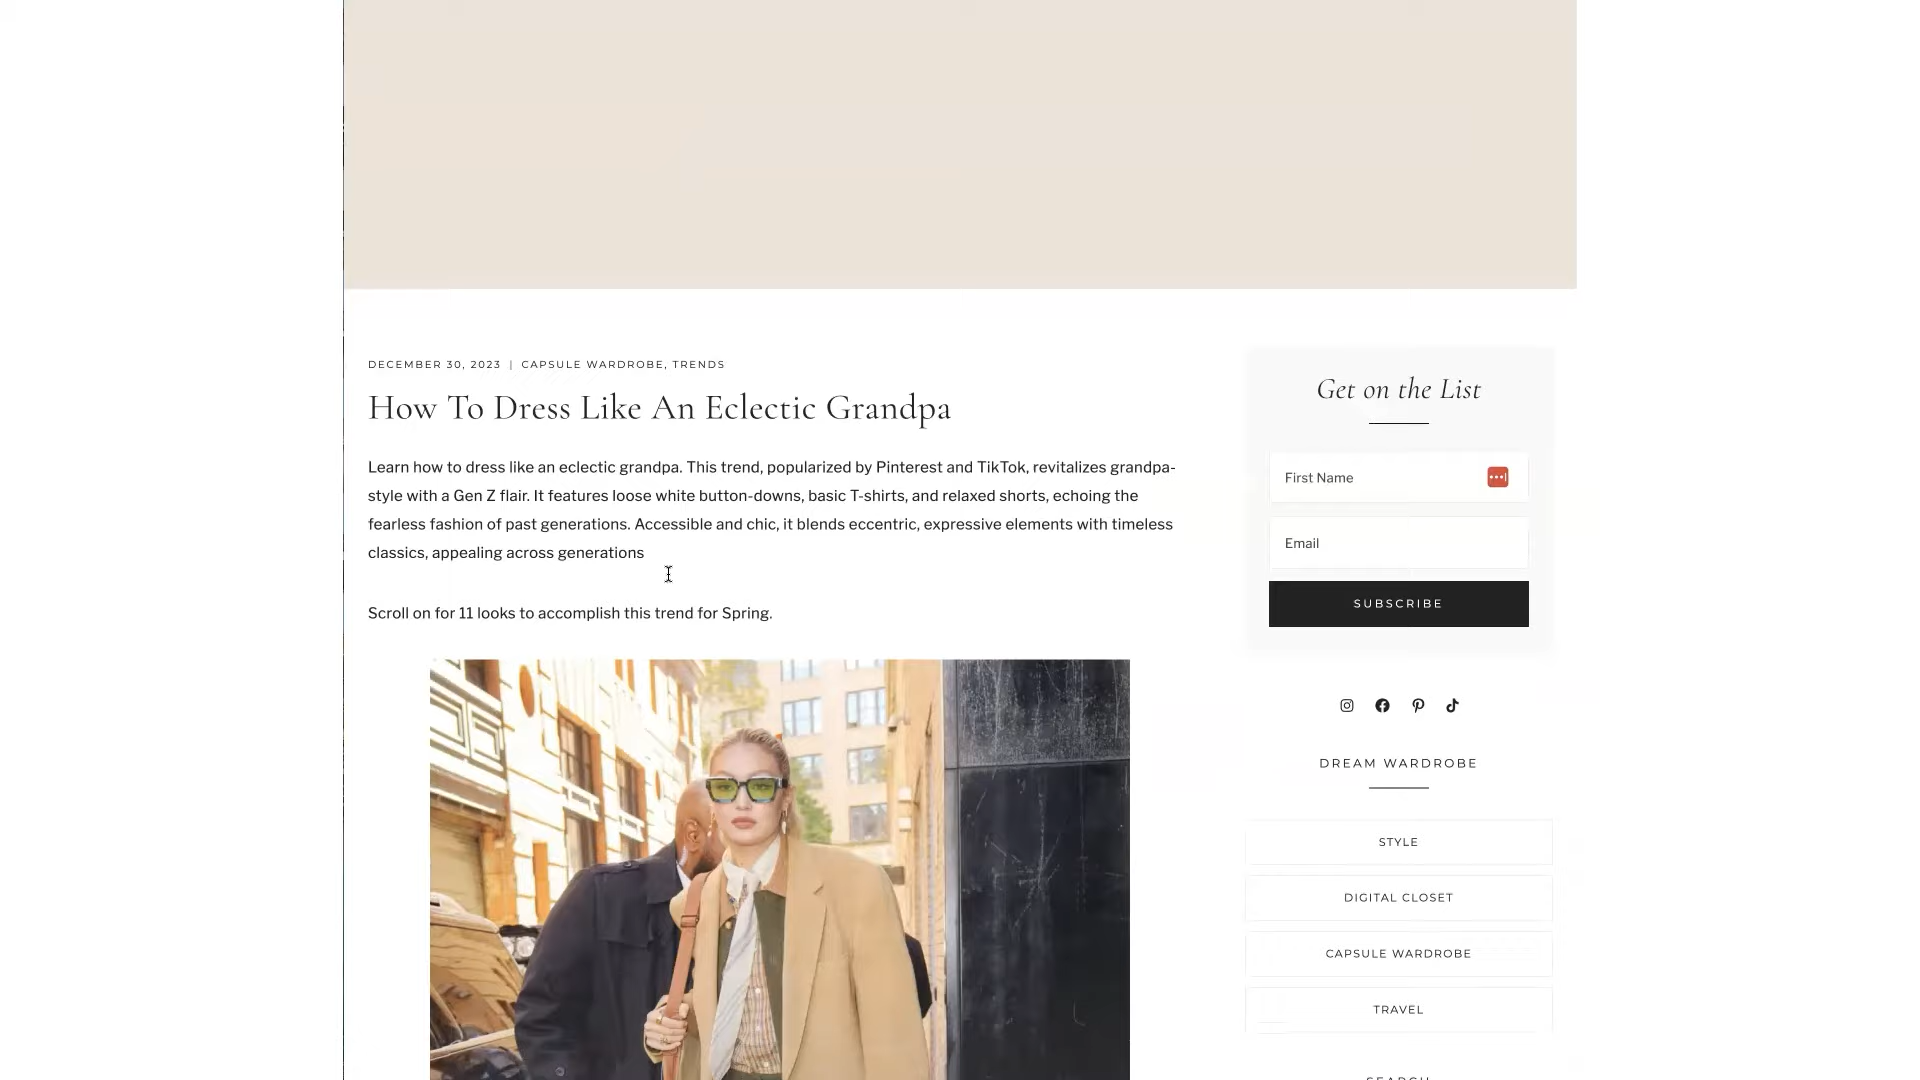 DECEMBER 30, 2023 | CAPSULE WARDROBE, TRENDS
How To Dress Like An Eclectic Grandpa
Learn how to dress like an eclectic grandpa. This trend, popularized by Pinterest and TikTok, revitalizes grandpa-
style with a Gen Z flair. It features loose white button-downs, basic T-shirts, and relaxed shorts, echoing the
fearless fashion of past generations. Accessible and chic, it blends eccentric, expressive elements with timeless
classics, appealing across generations
Scroll on for 11 looks to accomplish this trend for Spring.
Get on the List
First Name
Email
SUBSCRIBE
DREAM WARDROBE
STYLE
DIGITAL CLOSET
CAPSULE WARDROBE
TRAVEL